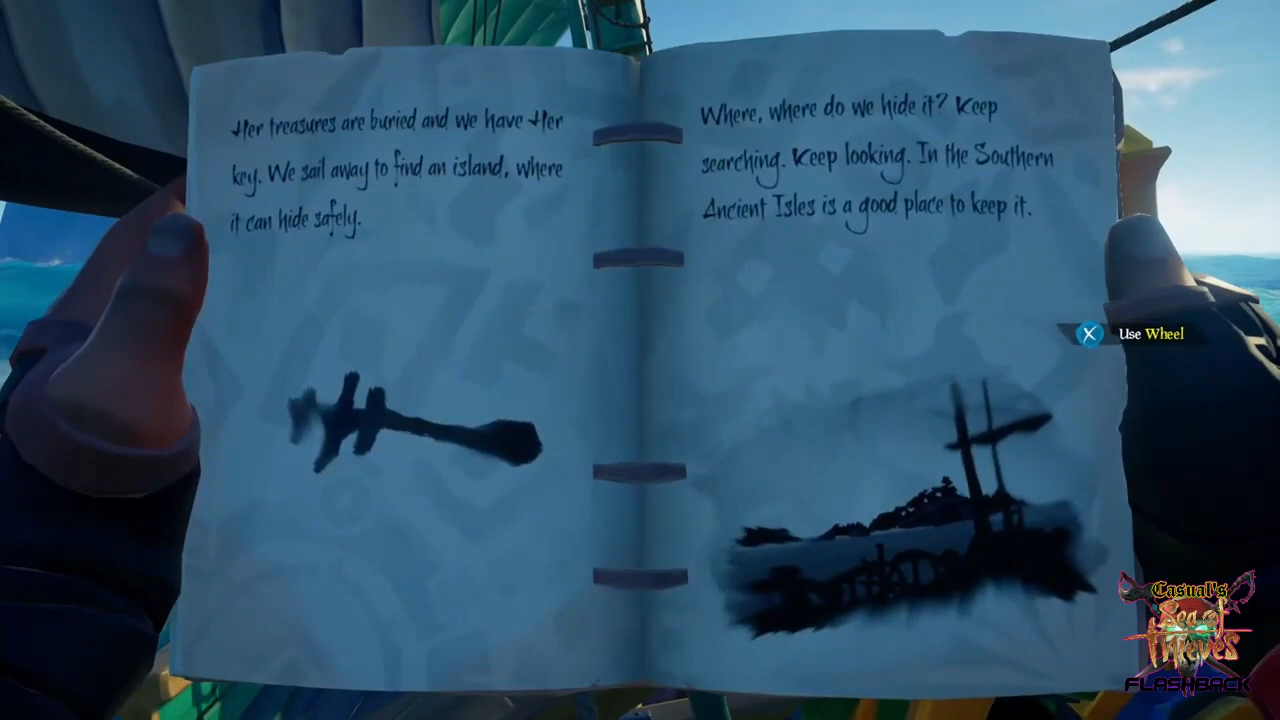 Her treasures are buried and we have Her
key. We sail away to find an island, where
it can hide safely.
Where, where do we hide it? Keep
searching. Keep looking. In the Southern
Ancient Isles is a good place to keep it.
Use Wheel
Casual's
Sea of
Thieves
FLASHBACK